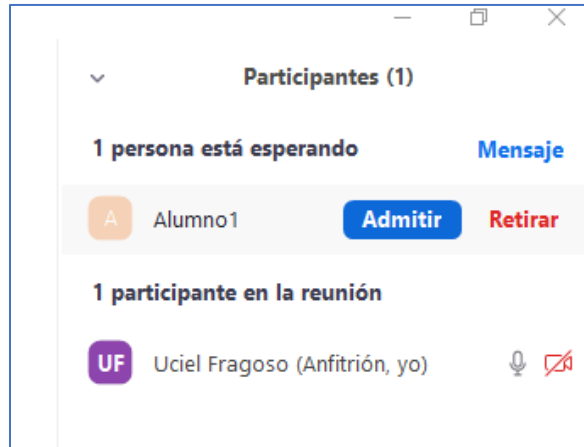 Participantes (1)
1 persona está esperando Mensaje
A Alumno1 Admitir Retirar
1 participante en la reunión
UF Uciel Fragoso (Anfitrión, yo)